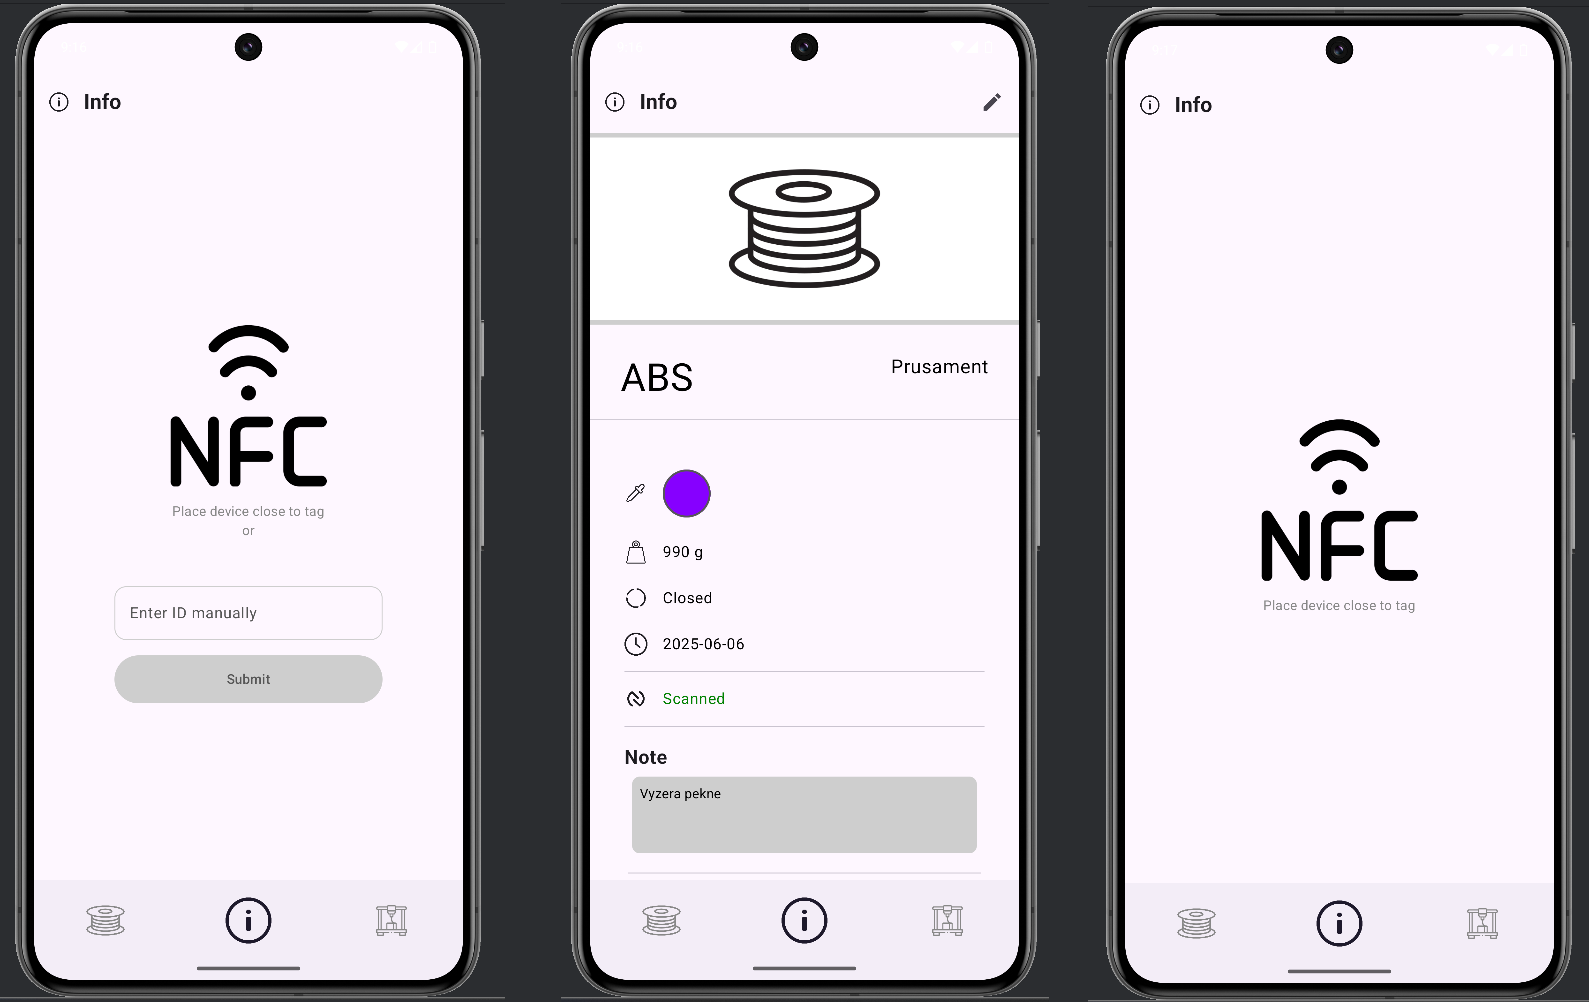 Info
NFC
Place device close to tag
or
Enter ID manually
Submit
Info
ABS
Prusament
990 g
Closed
2025-06-06
Scanned
Note
Vyzera pekne
Info
NFC
Place device close to tag